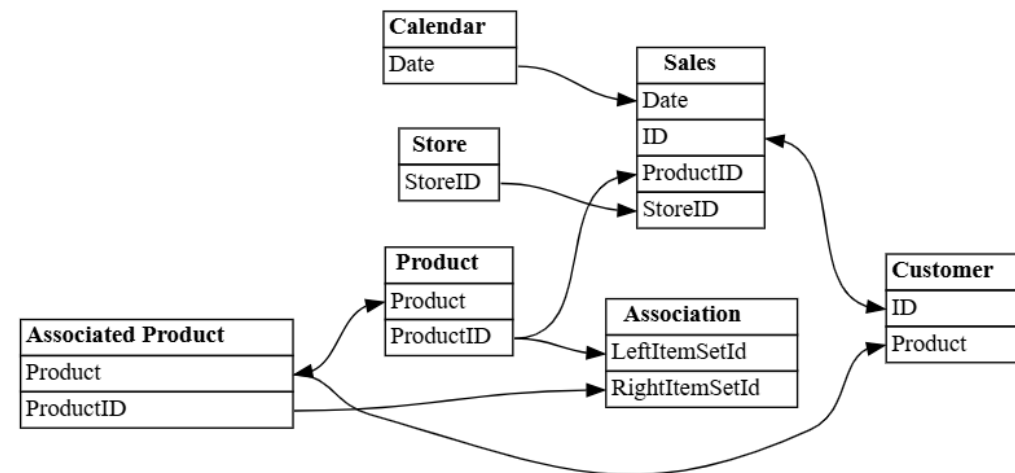 Calendar
Date
Sales
Date
ID
ProductID
StoreID
Store
StoreID
Product
Product
ProductID
Customer
ID
Product
Association
LeftItemSetId
RightItemSetId
Associated Product
Product
ProductID